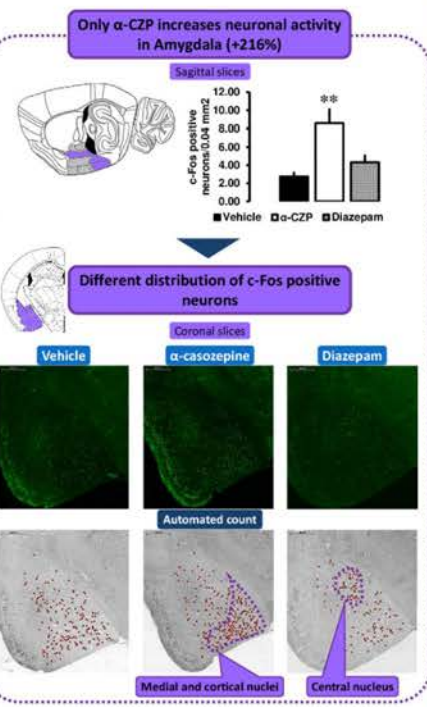 Only α-CZP increases neuronal activity
in Amygdala (+216%)
Sagittal slices
c-Fos positive
neurons/0.04 mm2
12.00
10.00
8.00
6.00
4.00
2.00
0.00
**
Vehicle α-CZP Diazepam
Different distribution of c-Fos positive
neurons
Coronal slices
Vehicle α-casozepine Diazepam
Automated count
Medial and cortical nuclei Central nucleus